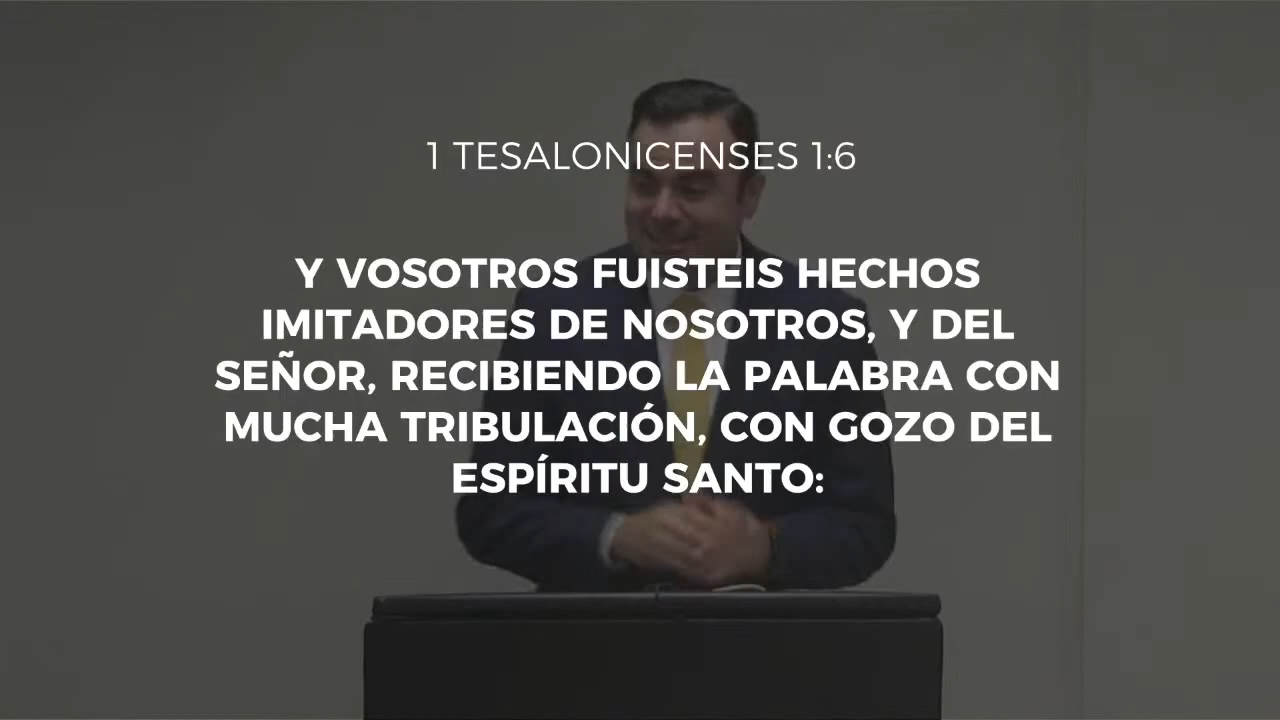 1 TESALONICENSES 1:6
Y VOSOTROS FUISTEIS HECHOS
IMITADORES DE NOSOTROS, Y DEL
SEÑOR, RECIBIENDO LA PALABRA CON
MUCHA TRIBULACIÓN, CON GOZO DEL
ESPÍRITU SANTO: